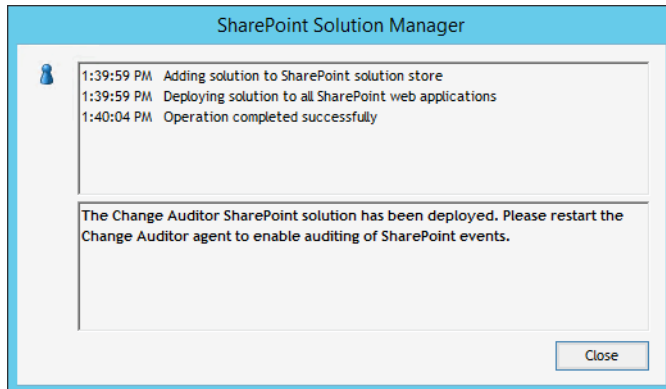 SharePoint Solution Manager
1:39:59 PM Adding solution to SharePoint solution store
1:39:59 PM Deploying solution to all SharePoint web applications
1:40:04 PM Operation completed successfully
The Change Auditor SharePoint solution has been deployed. Please restart the
Change Auditor agent to enable auditing of SharePoint events.
Close